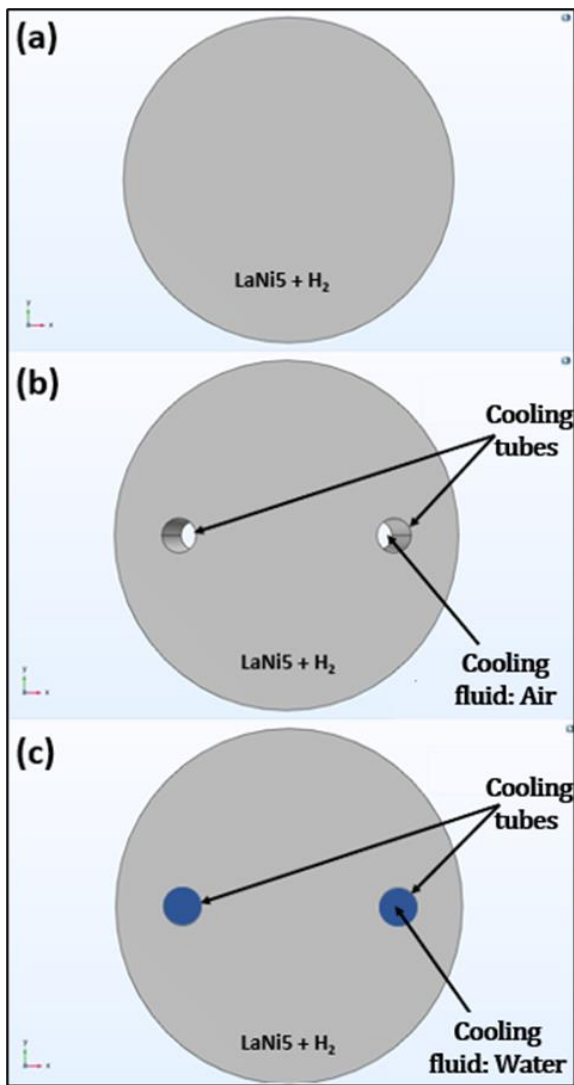 (a)
LaNi5 + H₂
y
x
(b)
Cooling
tubes
LaNi5 + H₂
Cooling
fluid: Air
y
x
(c)
Cooling
tubes
LaNi5 + H₂
Cooling
fluid: Water
y
x